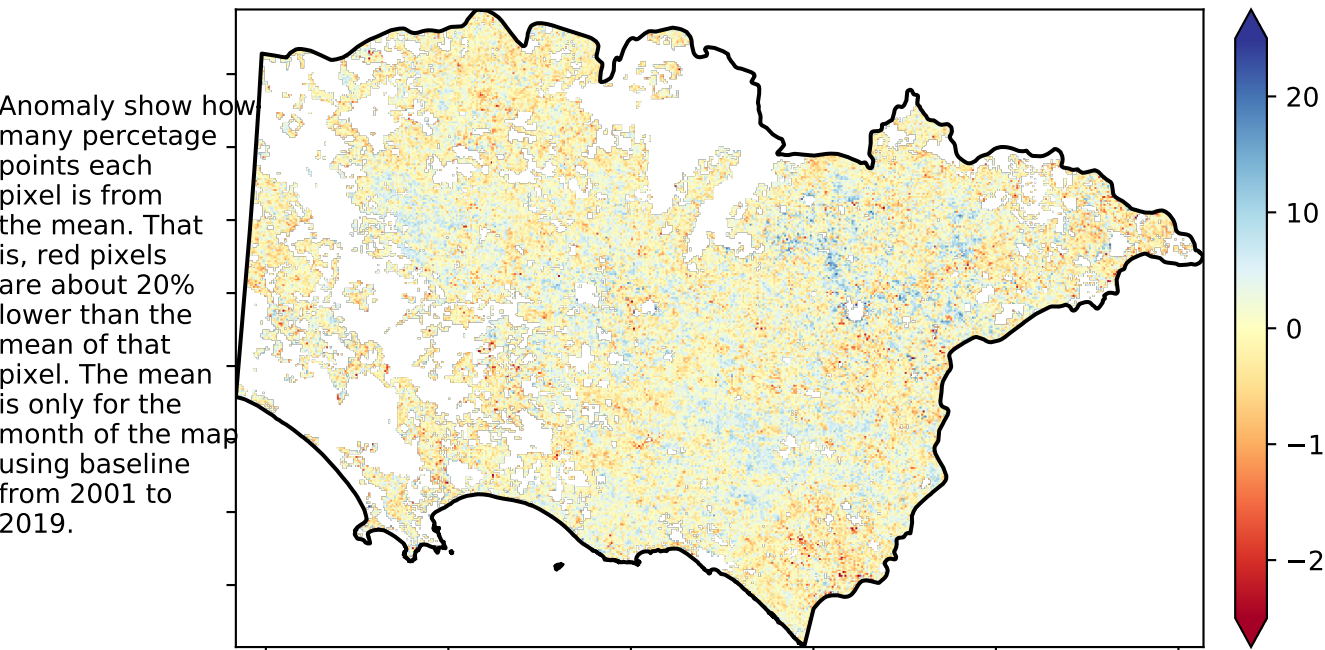 Anomaly show how
many percetage
points each
pixel is from
the mean. That
is, red pixels
are about 20%
lower than the
mean of that
pixel. The mean
is only for the
month of the map
using baseline
from 2001 to
2019.
20
10
0
−1
−2